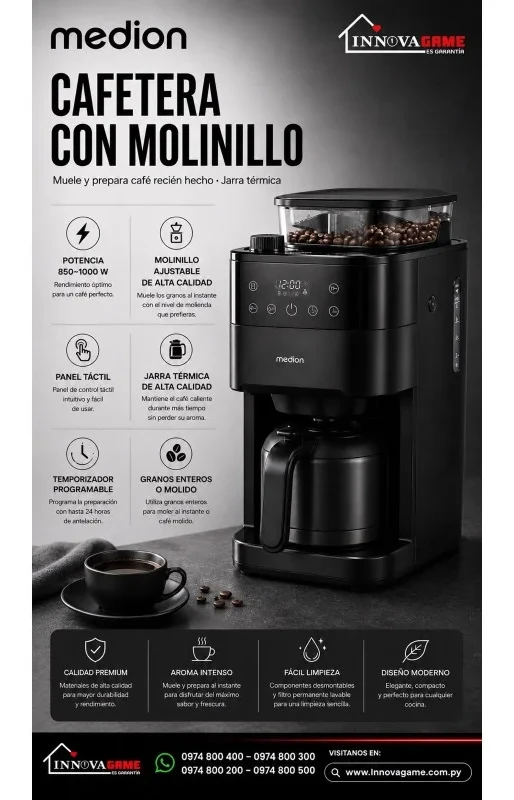 medion
INNOVAGAME
ES GARANTÍA
CAFETERA
CON MOLINILLO
Muele y prepara café recién hecho • Jarra térmica
POTENCIA
850~1000 W
Rendimiento óptimo
para un café perfecto.
MOLINILLO
AJUSTABLE
DE ALTA CALIDAD
Muele los granos al instante
con el nivel de molienda
que prefieras.
PANEL TÁCTIL
Panel de control táctil
intuitivo y fácil
de usar.
JARRA TÉRMICA
DE ALTA CALIDAD
Mantiene el café caliente
durante más tiempo
sin perder su aroma.
TEMPORIZADOR
PROGRAMABLE
Programa la preparación
con hasta 24 horas
de antelación.
GRANOS ENTEROS
O MOLIDO
Utiliza granos enteros
para moler al instante o
café molido.
12:00
medion
CALIDAD PREMIUM
Materiales de alta calidad
para mayor durabilidad
y rendimiento.
AROMA INTENSO
Muele y prepara al instante
para disfrutar del máximo
sabor y frescura.
FÁCIL LIMPIEZA
Componentes desmontables
y filtro permanente lavable
para una limpieza sencilla.
DISEÑO MODERNO
Elegante, compacto
y perfecto para cualquier
cocina.
INNOVAGAME
ES GARANTÍA
0974 800 400 – 0974 800 300
0974 800 200 – 0974 800 500
VISITANOS EN:
www.Innovagame.com.py